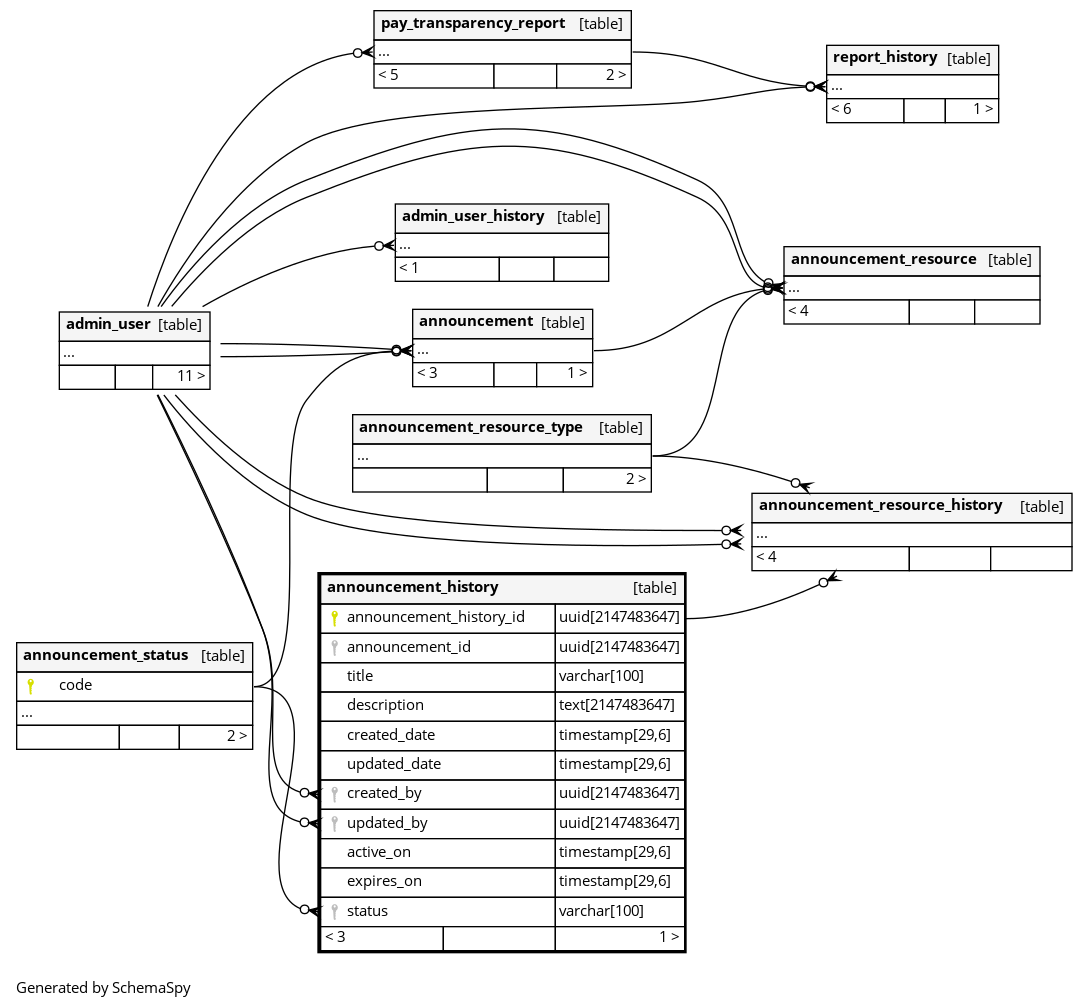 pay_transparency_report [table]
...
< 5 2 >
report_history [table]
...
< 6 1 >
admin_user_history [table]
...
< 1
announcement_resource [table]
...
< 4
admin_user [table]
...
11 >
announcement [table]
...
< 3 1 >
announcement_resource_type [table]
...
2 >
announcement_resource_history [table]
...
< 4
announcement_history [table]
announcement_history_id uuid[2147483647]
announcement_id uuid[2147483647]
title varchar[100]
description text[2147483647]
created_date timestamp[29,6]
updated_date timestamp[29,6]
created_by uuid[2147483647]
updated_by uuid[2147483647]
active_on timestamp[29,6]
expires_on timestamp[29,6]
status varchar[100]
< 3 1 >
announcement_status [table]
code
...
2 >
Generated by SchemaSpy